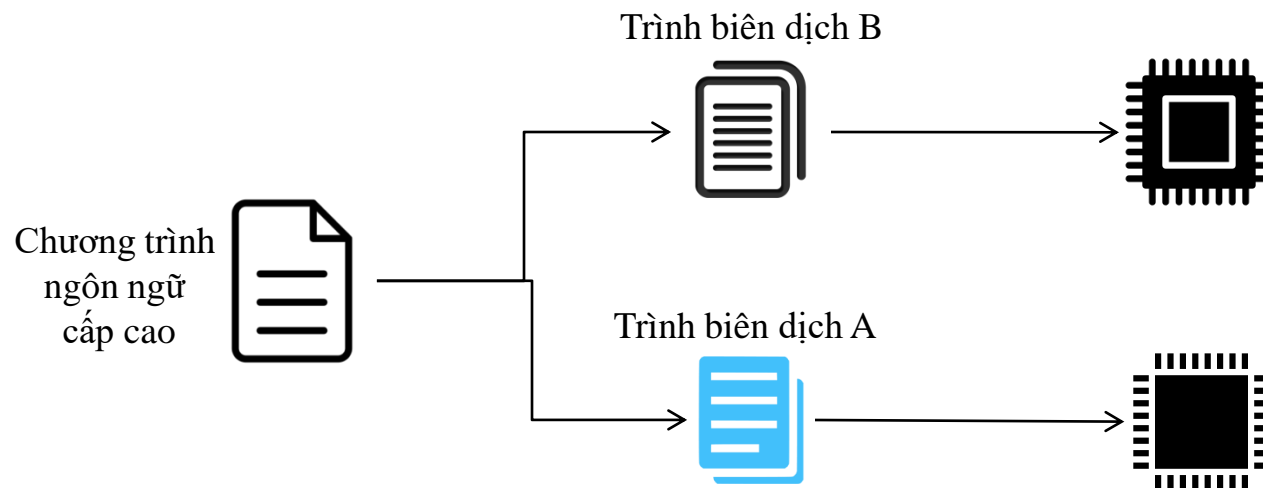 Trình biên dịch B
Chương trình
ngôn ngữ
cấp cao
Trình biên dịch A